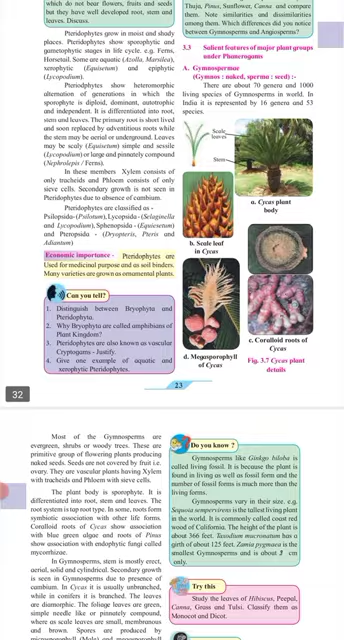 which do not bear flowers, fruits and seeds
but they have well developed root, stem and
leaves. Discuss.
Pteridophytes grow in moist and shady
places. Pteridophytes show sporophytic and
gametophytic stages in life cycle. e.g. Ferns,
Horsetail. Some are aquatic (Azolla, Marsilea),
xerophytic (Equisetum) and epiphytic
(Lycopodium).
Pteriodphytes show heteromorphic
alternation of generations in which the
sporophyte is diploid, dominant, autotrophic
and independent. It is differentiated into root,
stem and leaves. The primary root is short lived
and soon replaced by adventitious roots while
the stem may be aerial or underground. Leaves
may be scaly (Equisetum) simple and sessile
(Lycopodium) or large and pinnately compound
(Nephrolepis / Ferns).
In these members Xylem consists of
only tracheids and Phloem consists of only
sieve cells. Secondary growth is not seen in
Pteridophytes due to absence of cambium.
Pteridophytes are classified as -
Psilopsida- (Psilotum), Lycopsida - (Selaginella
and Lycopodium), Sphenopsida - (Equisetum)
and Pteropsida - (Dryopteris, Pteris and
Adiantum)
Economic importance - Pteridophytes are
Used for medicinal purpose and as soil binders.
Many varieties are grown as ornamental plants.
Can you tell?
1. Distinguish between Bryophyta and
Pteridophyta.
2. Why Bryophyta are called amphibians of
Plant Kingdom?
3. Pteridophytes are also known as vascular
Cryptogams - Justify.
4. Give one example of aquatic and
xerophytic Pteridophytes.
Thuja, Pinus, Sunflower, Canna and compare
them. Note similarities and dissimilarities
among them. Which differences did you notice
between Gymnosperms and Angiosperms?
3.3 Salient features of major plant groups
under Phanerogams
A. Gymnospermae
(Gymnos : naked, sperma : seed) :-
There are about 70 genera and 1000
living species of Gymnosperms in world. In
India it is represented by 16 genera and 53
species.
Scale
leaves
Stem
a. Cycas plant
body
b. Scale leaf
in Cycas
c. Coralloid roots of
Cycas
d. Megasporophyll
of Cycas
Fig. 3.7 Cycas plant
details
23
32
Most of the Gymnosperms are
evergreen, shrubs or woody trees. These are
primitive group of flowering plants producing
naked seeds. Seeds are not covered by fruit i.e.
ovary. They are vascular plants having Xylem
with tracheids and Phloem with sieve cells.
The plant body is sporophyte. It is
differentiated into root, stem and leaves. The
root system is tap root type. In some, roots form
symbiotic association with other life forms.
Coralloid roots of Cycas show association
with blue green algae and roots of Pinus
show association with endophytic fungi called
mycorrhizae.
In Gymnosperms, stem is mostly erect,
aerial, solid and cylindrical. Secondary growth
is seen in Gymnosperms due to presence of
cambium. In Cycas it is usually unbranched,
while in conifers it is branched. The leaves
are diamorphic. The foliage leaves are green,
simple needle like or pinnately compound,
where as scale leaves are small, membranous
and brown. Spores are produced by
microsporophyll (Male) and megasporophyll
Do you know ?
Gymnosperms like Ginkgo biloba is
called living fossil. It is because the plant is
found in living as well as fossil form and the
number of fossil forms is much more than the
living forms.
Gymnosperms vary in their size. e.g.
Sequoia sempervirens is the tallest living plant
in the world. It is commonly called coast red
wood of California. The height of the plant is
about 366 feet. Taxodium mucronatum has a
girth of about 125 feet. Zamia pygmaea is the
smallest Gymnosperms and is about
cm
only.
Try this
Study the leaves of Hibiscus, Peepal,
Canna, Grass and Tulsi. Classify them as
Monocot and Dicot.